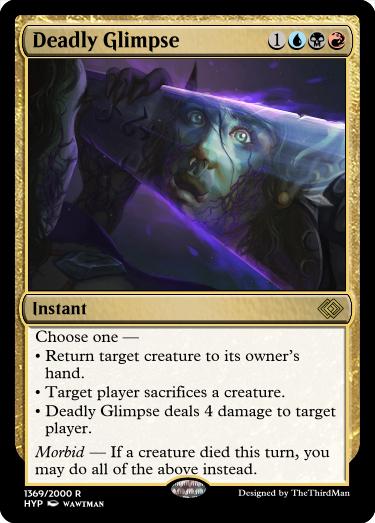 Deadly Glimpse 1
Instant
Choose one —
• Return target creature to its owner's
hand.
• Target player sacrifices a creature.
• Deadly Glimpse deals 4 damage to target
player.
Morbid — If a creature died this turn, you
may do all of the above instead.
1369/2000 R
HYP WAWTMAN
Designed by TheThirdMan